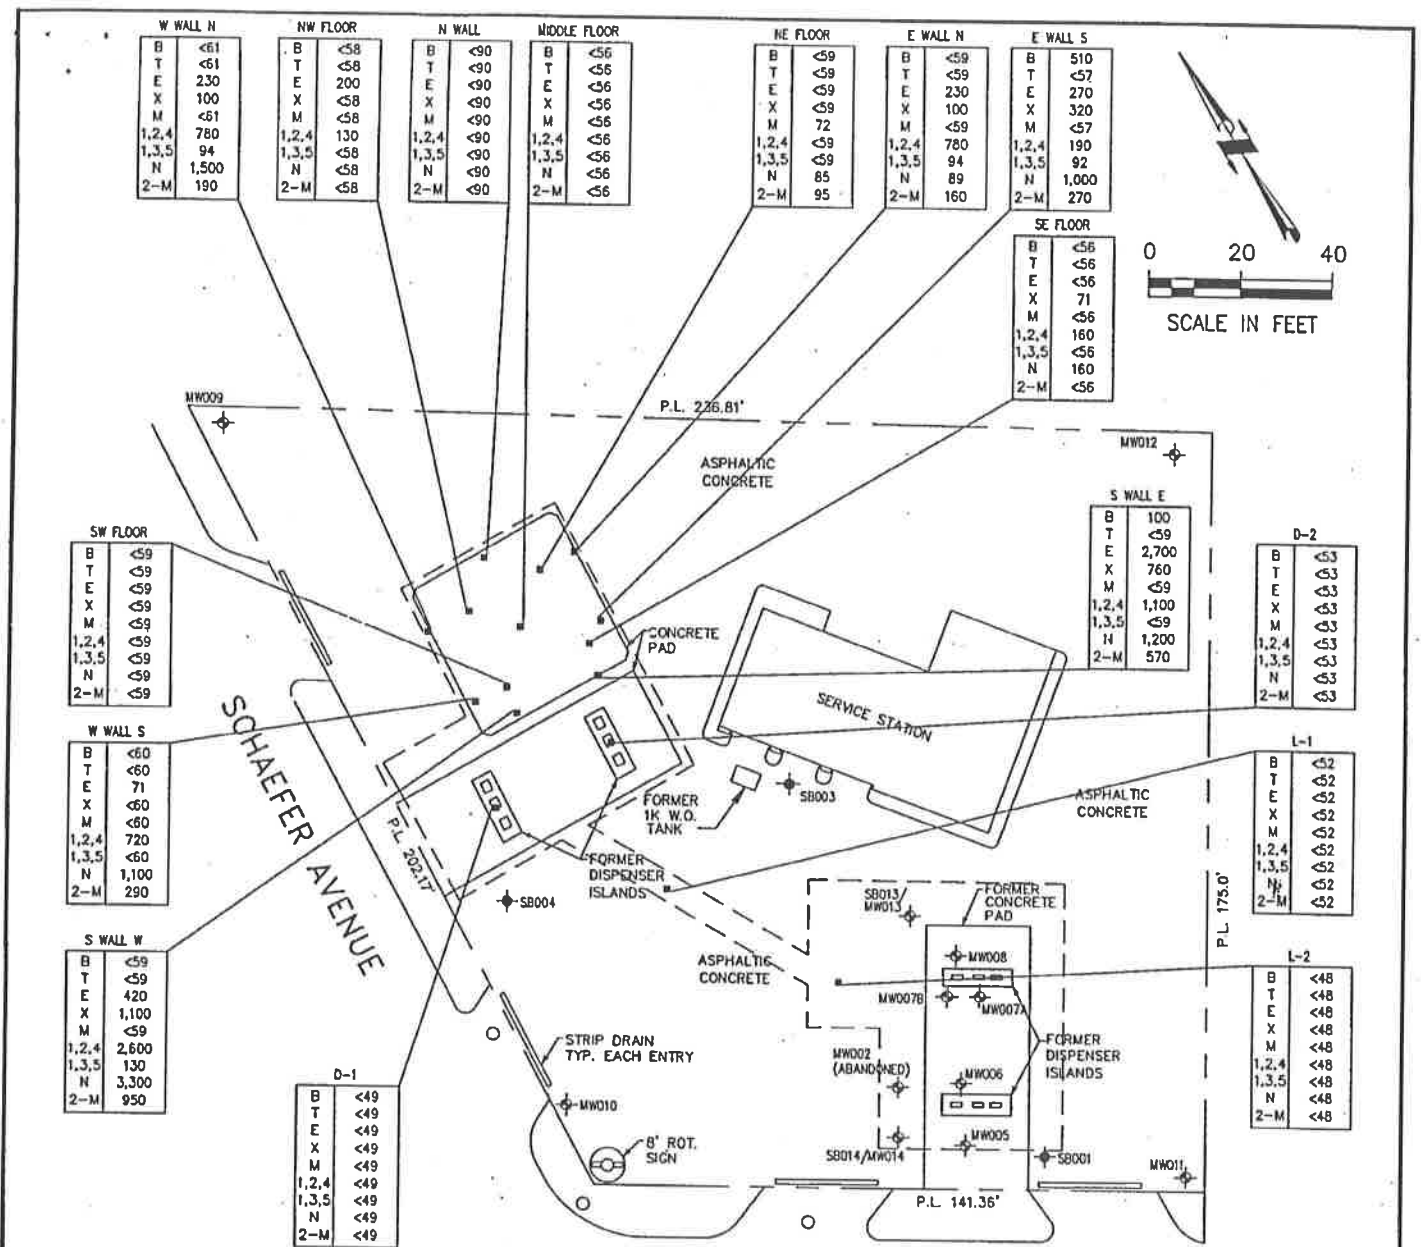 W WALL N
B <61
T <61
E 230
X 100
M <61
1,2,4 780
1,3,5 94
N 1,500
2-M 190
NW FLOOR
B <58
T <58
E 200
X <58
M <58
1,2,4 130
1,3,5 <58
N <58
2-M <58
N WALL
B <90
T <90
E <90
X <90
M <90
1,2,4 <90
1,3,5 <90
N <90
2-M <90
MIDDLE FLOOR
B <56
T <56
E <56
X <56
M <56
1,2,4 <56
1,3,5 <56
N <56
2-M <56
NE FLOOR
B <59
T <59
E <59
X <59
M 72
1,2,4 <59
1,3,5 <59
N 85
2-M 95
E WALL N
B <59
T <59
E 230
X 100
M <59
1,2,4 780
1,3,5 94
N 89
2-M 160
E WALL S
B 510
T <57
E 270
X 320
M <57
1,2,4 190
1,3,5 92
N 1,000
2-M 270
SE FLOOR
B <56
T <56
E <56
X 71
M <56
1,2,4 160
1,3,5 <56
N 160
2-M <56
0 20 40
SCALE IN FEET
MW009
P.L. 236.81'
MW012
ASPHALTIC
CONCRETE
SW FLOOR
B <59
T <59
E <59
X <59
M <59
1,2,4 <59
1,3,5 <59
N <59
2-M <59
S WALL E
B 100
T <59
E 2,700
X 760
M <59
1,2,4 1,100
1,3,5 <59
N 1,200
2-M 570
D-2
B <53
T <53
E <53
X <53
M <53
1,2,4 <53
1,3,5 <53
N <53
2-M <53
CONCRETE
PAD
SERVICE STATION
SCHAEFER AVENUE
W WALL S
B <60
T <60
E 71
X <60
M <60
1,2,4 720
1,3,5 <60
N 1,100
2-M 290
L-1
B <52
T <52
E <52
X <52
M <52
1,2,4 <52
1,3,5 <52
N <52
2-M <52
FORMER
1K W.O.
TANK
SB003
ASPHALTIC
CONCRETE
P.L. 202.17'
FORMER
DISPENSER
ISLANDS
SB004
SB013/
MW013
FORMER
CONCRETE
PAD
P.L. 175.0'
S WALL W
B <59
T <59
E 420
X 1,100
M <59
1,2,4 2,600
1,3,5 130
N 3,300
2-M 950
ASPHALTIC
CONCRETE
MW008
MW007B
MW007A
L-2
B <48
T <48
E <48
X <48
M <48
1,2,4 <48
1,3,5 <48
N <48
2-M <48
STRIP DRAIN
TYP. EACH ENTRY
MW002
(ABANDONED)
FORMER
DISPENSER
ISLANDS
MW006
D-1
B <49
T <49
E <49
X <49
M <49
1,2,4 <49
1,3,5 <49
N <49
2-M <49
MW010
8' ROT.
SIGN
MW005
SB014/MW014
SB001
MW011
P.L. 141.36'